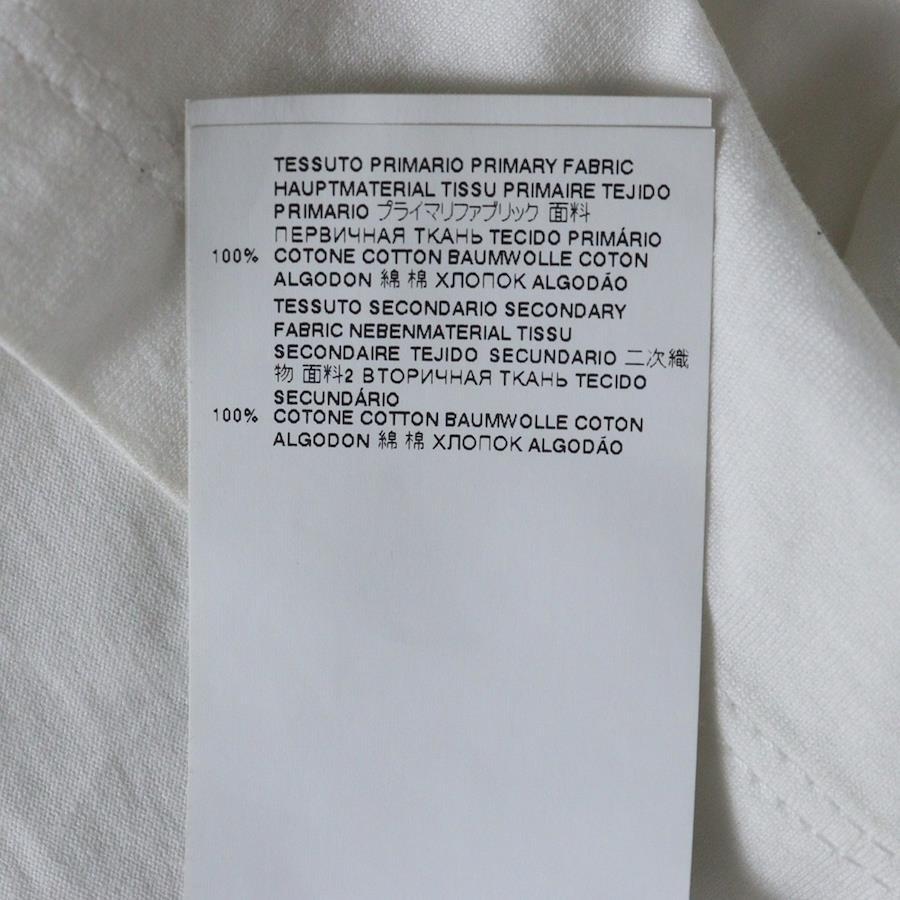 TESSUTO PRIMARIO PRIMARY FABRIC
HAUPTMATERIAL TISSU PRIMAIRE TEJIDO
PRIMARIO プライマリファブリック 面料
ПЕРВИЧНАЯ ТКАНЬ TECIDO PRIMÁRIO
100% COTONE COTTON BAUMWOLLE COTON
ALGODON 綿 棉 ХЛОПОК ALGODÃO
TESSUTO SECONDARIO SECONDARY
FABRIC NEBENMATERIAL TISSU
SECONDAIRE TEJIDO SECUNDARIO 二次織
物 面料2 ВТОРИЧНАЯ ТКАНЬ TECIDO
SECUNDÁRIO
100% COTONE COTTON BAUMWOLLE COTON
ALGODON 綿 棉 ХЛОПОК ALGODÃO